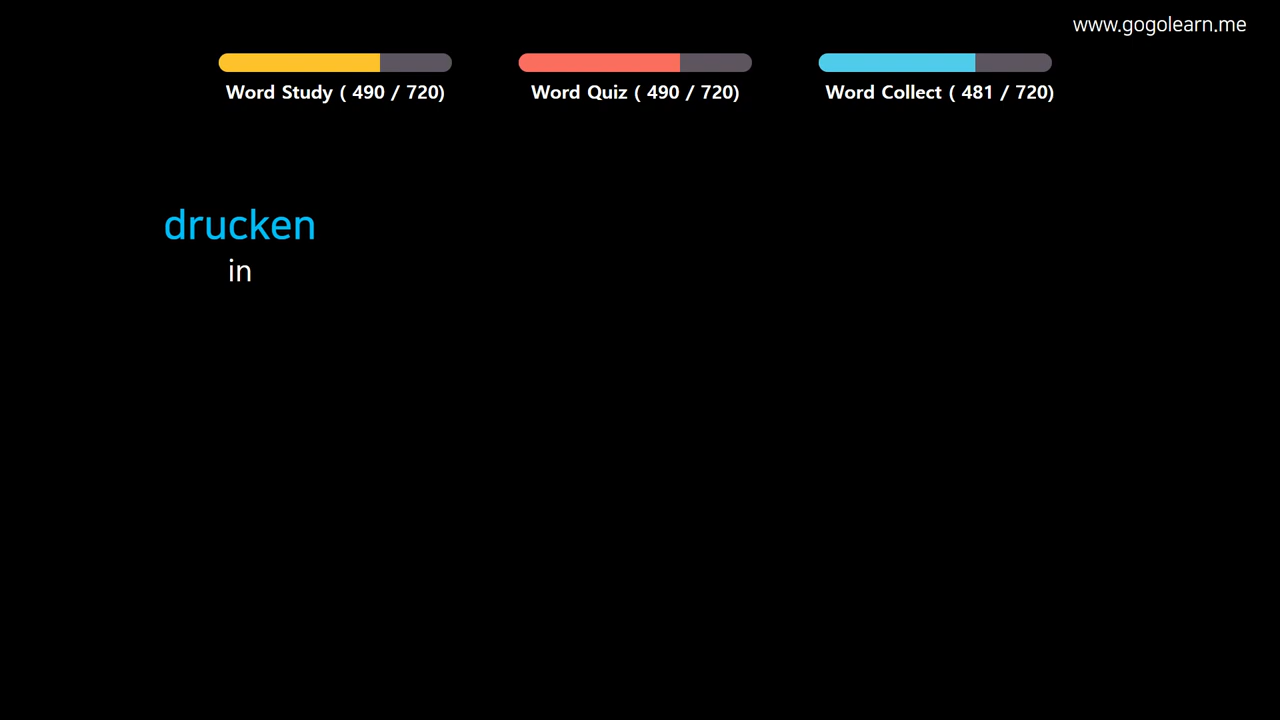 www.gogolearn.me
Word Study ( 490 / 720)
Word Quiz ( 490 / 720)
Word Collect ( 481 / 720)
drucken
in